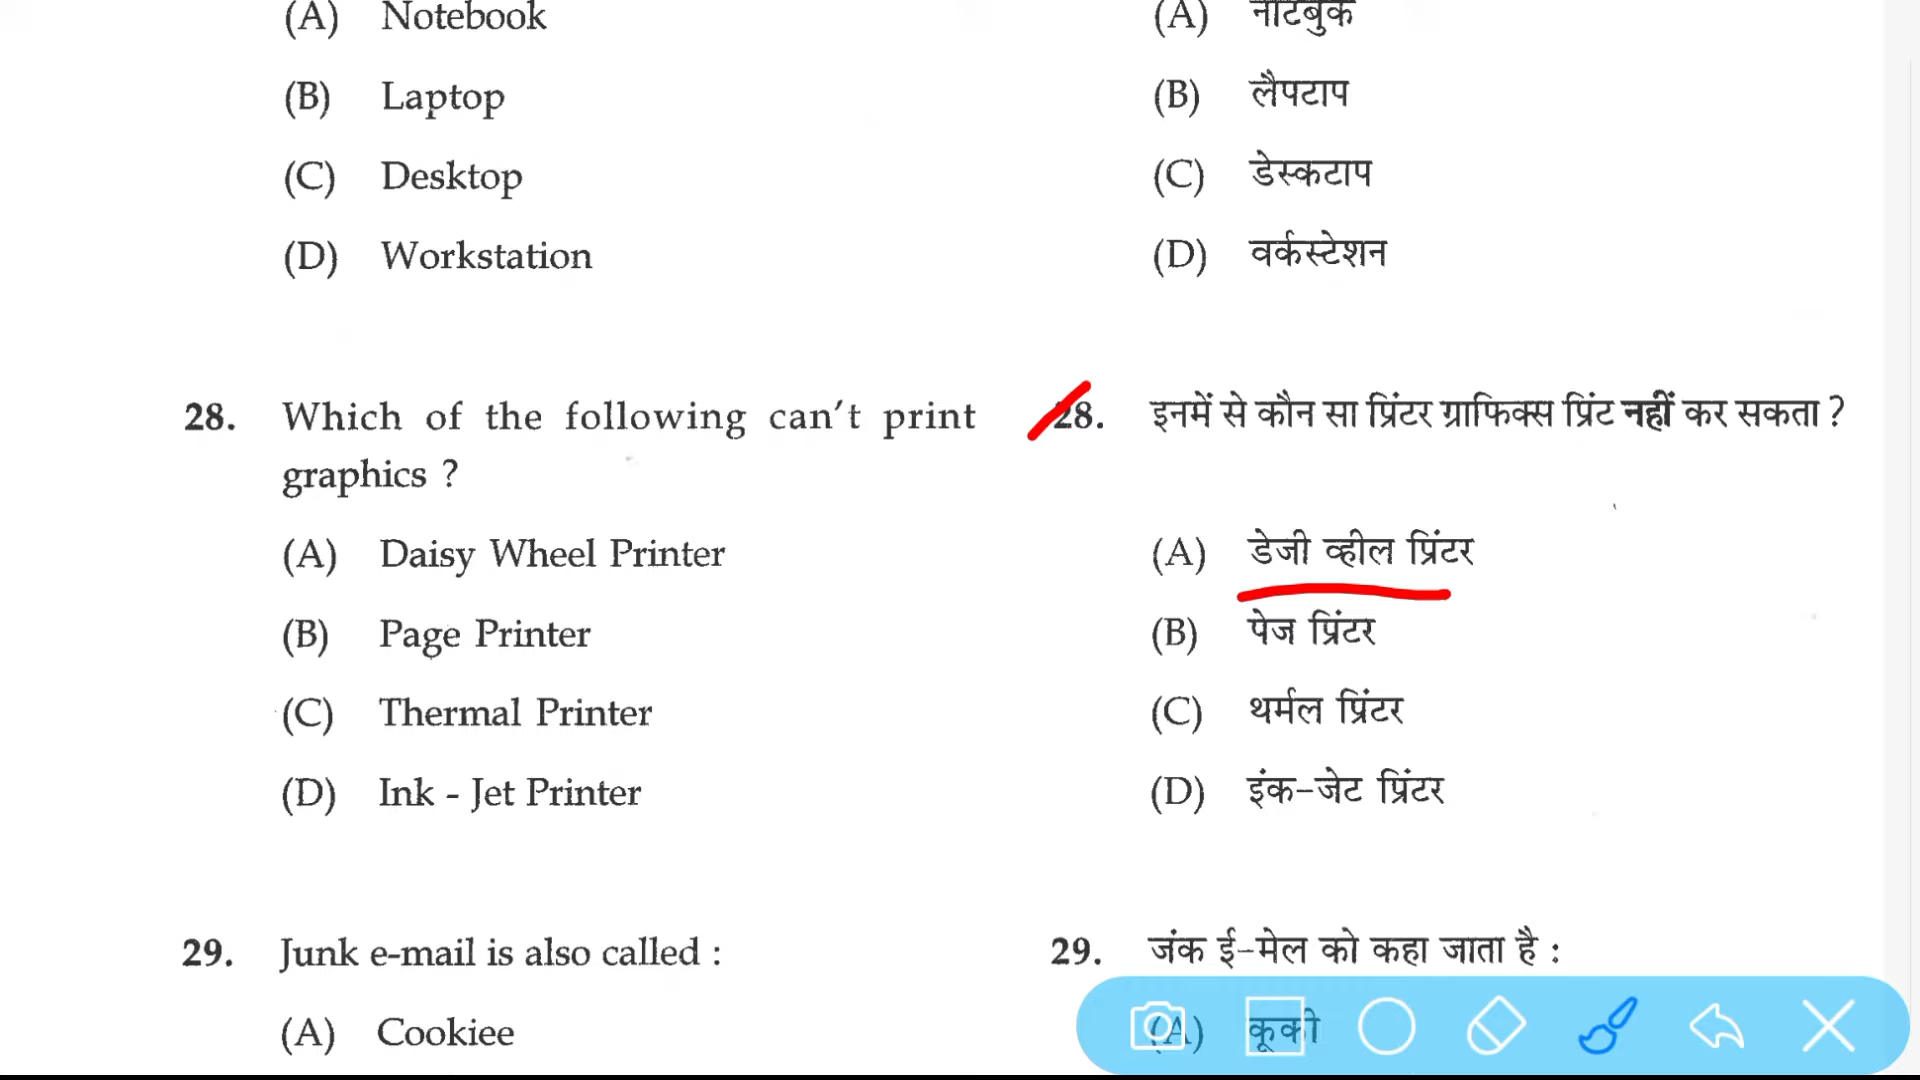 (A) Notebook
(B) Laptop
(C) Desktop
(D) Workstation
28. Which of the following can't print
graphics ?
(A) Daisy Wheel Printer
(B) Page Printer
(C) Thermal Printer
(D) Ink - Jet Printer
29. Junk e-mail is also called :
(A) Cookiee
(A) नोटबुक
(B) लैपटाप
(C) डेस्कटाप
(D) वर्कस्टेशन
28. इनमें से कौन सा प्रिंटर ग्राफिक्स प्रिंट नहीं कर सकता ?
(A) डेजी व्हील प्रिंटर
(B) पेज प्रिंटर
(C) थर्मल प्रिंटर
(D) इंक-जेट प्रिंटर
29. जंक ई-मेल को कहा जाता है :
(A) कूकी